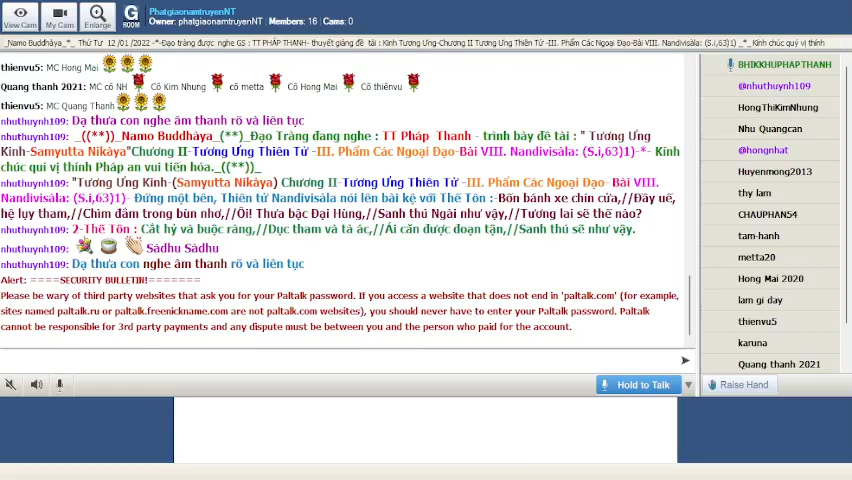 PhatgiaonamtruyenNT
Owner: phatgiaonamtruyenNT Members: 16 | Cams: 0
View Cam
My Cam
Enlarge
G
ROOM
_Namo Buddhàya_*_ Thứ Tư 12 /01 /2022 -*-Đạo tràng được nghe GS : TT PHÁP THANH- thuyết giảng đề tài : Kinh Tương Ưng-Chương II Tương Ưng Thiên Tử -III. Phẩm Các Ngoại Đạo-Bài VIII. Nandivisàla: (S.i,63)1) _*_ Kính chúc quý vị thính
thienvu5: MC Hong Mai
Quang thanh 2021: MC cô NH Cô Kim Nhung cô metta Cô Hong Mai cô thiênvu
thienvu5: MC Quang Thanh
nhuthuynh109: Dạ thưa con nghe âm thanh rõ và liên tục
nhuthuynh109: _((**))_Namo Buddhàya_(**)_Đạo Tràng đang nghe : TT Pháp Thanh - trình bày đề tài : " Tương Ưng
Kinh-Samyutta Nikàya"Chương II-Tương Ưng Thiên Tử -III. Phẩm Các Ngoại Đạo-Bài VIII. Nandivisàla: (S.i,63)1)-*- Kính
chúc quí vị thính Pháp an vui tiến hóa._((**))_
nhuthuynh109: "Tương Ưng Kinh-(Samyutta Nikàya) Chương II-Tương Ưng Thiên Tử -III. Phẩm Các Ngoại Đạo- Bài VIII.
Nandivisàla: (S.i,63)1)- Đứng một bên, Thiên tử Nandivisàla nói lên bài kệ với Thế Tôn :-Bốn bánh xe chín cửa,//Đầy uế,
hệ lụy tham,//Chìm đắm trong bùn nhơ,//Ôi! Thưa bậc Đại Hùng,//Sanh thú Ngài như vậy,//Tương lai sẽ thế nào?
nhuthuynh109: 2-Thế Tôn : Cắt hỷ và buộc ràng,//Dục tham và tà ác,//Ái căn được đoạn tận,//Sanh thú sẽ như vậy.
nhuthuynh109: Sàdhu Sàdhu
nhuthuynh109: Dạ thưa con nghe âm thanh rõ và liên tục
Alert: ====SECURITY BULLETIN!=======
Please be wary of third party websites that ask you for your Paltalk password. If you access a website that does not end in 'paltalk.com' (for example,
sites named paltalk.ru or paltalk.freenickname.com are not paltalk.com websites), you should never have to enter your Paltalk password. Paltalk
cannot be responsible for 3rd party payments and any dispute must be between you and the person who paid for the account.
Hold to Talk
BHIKKHUPHAPTHANH
@nhuthuynh109
HongThiKimNhung
Nhu Quangcan
@hongnhat
Huyenmong2013
thy lam
CHAUPHAN54
tam-hanh
metta20
Hong Mai 2020
lam gi day
thienvu5
karuna
Quang thanh 2021
Raise Hand